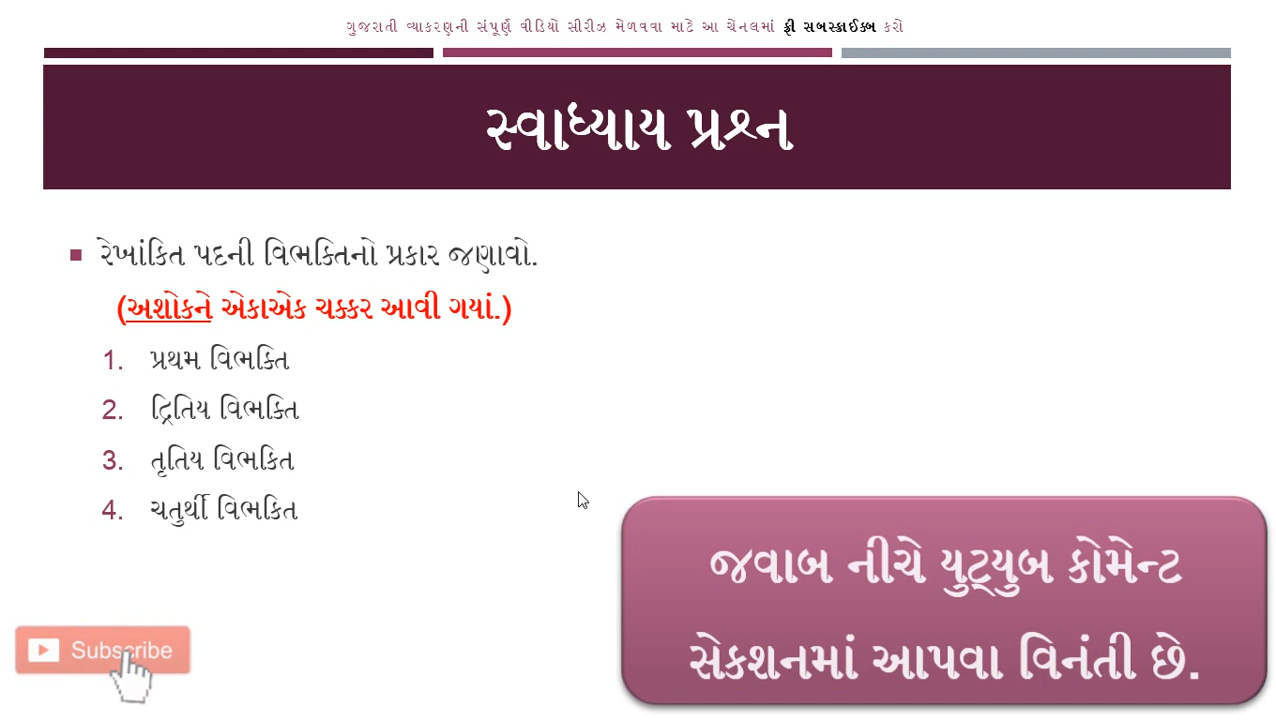 ગુજરાતી વ્યાકરણની સંપૂર્ણ વીડિયો સીરીઝ મેળવવા માટે આ ચેનલમાં ફ્રી સબસ્ક્રાઈબ્બ કરો
સ્વાધ્યાય પ્રશ્ન
રેખાંકિત પદની વિભક્તિનો પ્રકાર જણાવો.
(અશોકને એકાએક ચક્કર આવી ગયાં.)
1. પ્રથમ વિભક્તિ
2. દ્રિતિય વિભક્તિ
3. તૃતિય વિભકિત
4. ચતુર્થી વિભકિત
જવાબ નીચે યુટ્યુબ કોમેન્ટ
સેકશનમાં આપવા વિનંતી છે.
Subscribe